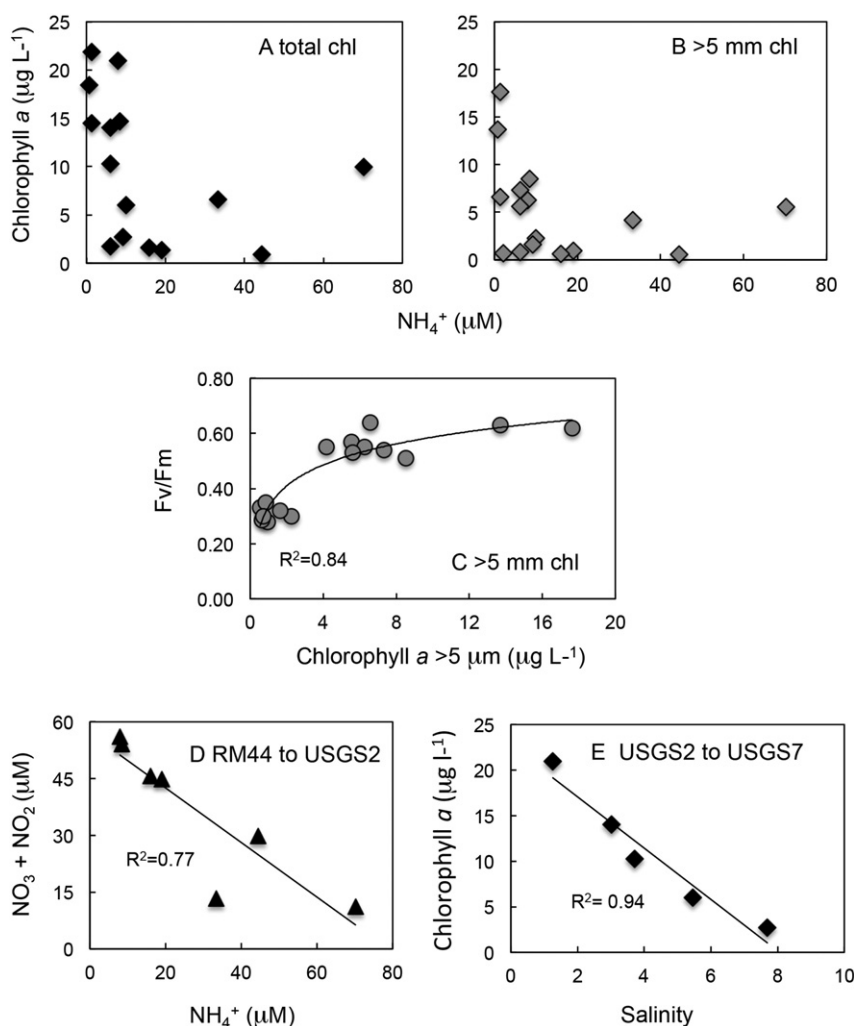 A total chl
Chlorophyll a (μg L-1)
25
20
15
10
5
0
0 20 40 60 80
B >5 mm chl
25
20
15
10
5
0
0 20 40 60 80
NH4+ (μM)
0.80
0.60
0.40
0.20
0.00
Fv/Fm
R2=0.84
C >5 mm chl
0 4 8 12 16 20
Chlorophyll a >5 μm (μg L-1)
60
45
30
15
0
NO3 + NO2 (μM)
D RM44 to USGS2
R2=0.77
0 20 40 60 80
NH4+ (μM)
25
20
15
10
5
0
Chlorophyll a (μg l-1)
E USGS2 to USGS7
R2= 0.94
0 2 4 6 8 10
Salinity